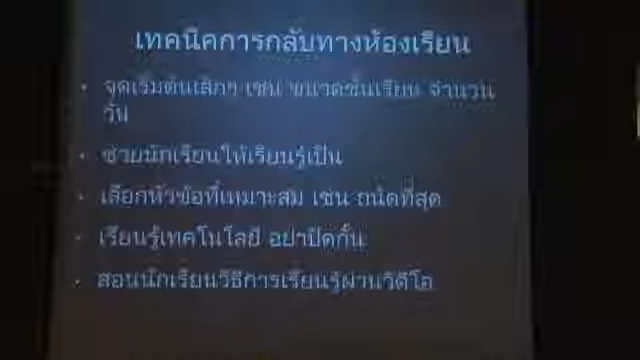 เทคนิคการกลับทางห้องเรียน
• จุดเริ่มต้นเล็กๆ เช่น ขนาดชั้นเรียน จำนวน
วัน
• ช่วยนักเรียนให้เรียนรู้เป็น
• เลือกหัวข้อที่เหมาะสม เช่น ถนัดที่สุด
• เรียนรู้เทคโนโลยี อย่าปิดกั้น
• สอนนักเรียนวิธีการเรียนรู้ผ่านวิดีโอ